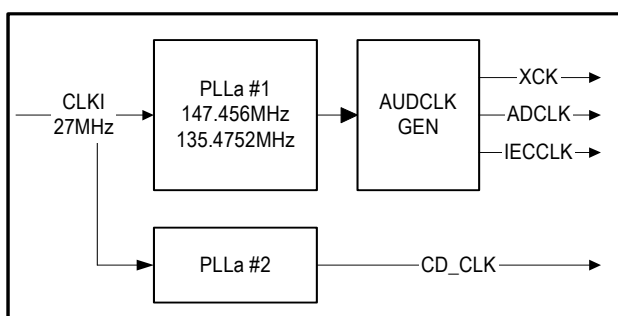 CLKI
27MHz
PLLa #1
147.456MHz
135.4752MHz
AUDCLK
GEN
XCK
ADCLK
IECCLK
PLLa #2
CD_CLK